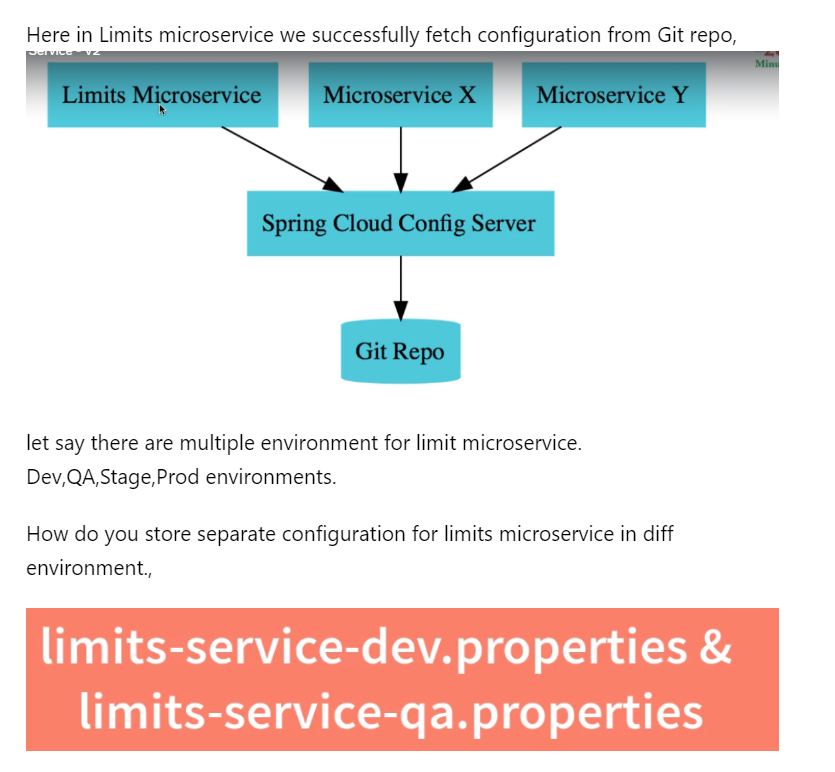 Here in Limits microservice we successfully fetch configuration from Git repo,
Service - V2
Minu
Limits Microservice
Microservice X
Microservice Y
Spring Cloud Config Server
Git Repo
let say there are multiple environment for limit microservice.
Dev,QA,Stage,Prod environments.
How do you store separate configuration for limits microservice in diff
environment.,
limits-service-dev.properties &
limits-service-qa.properties